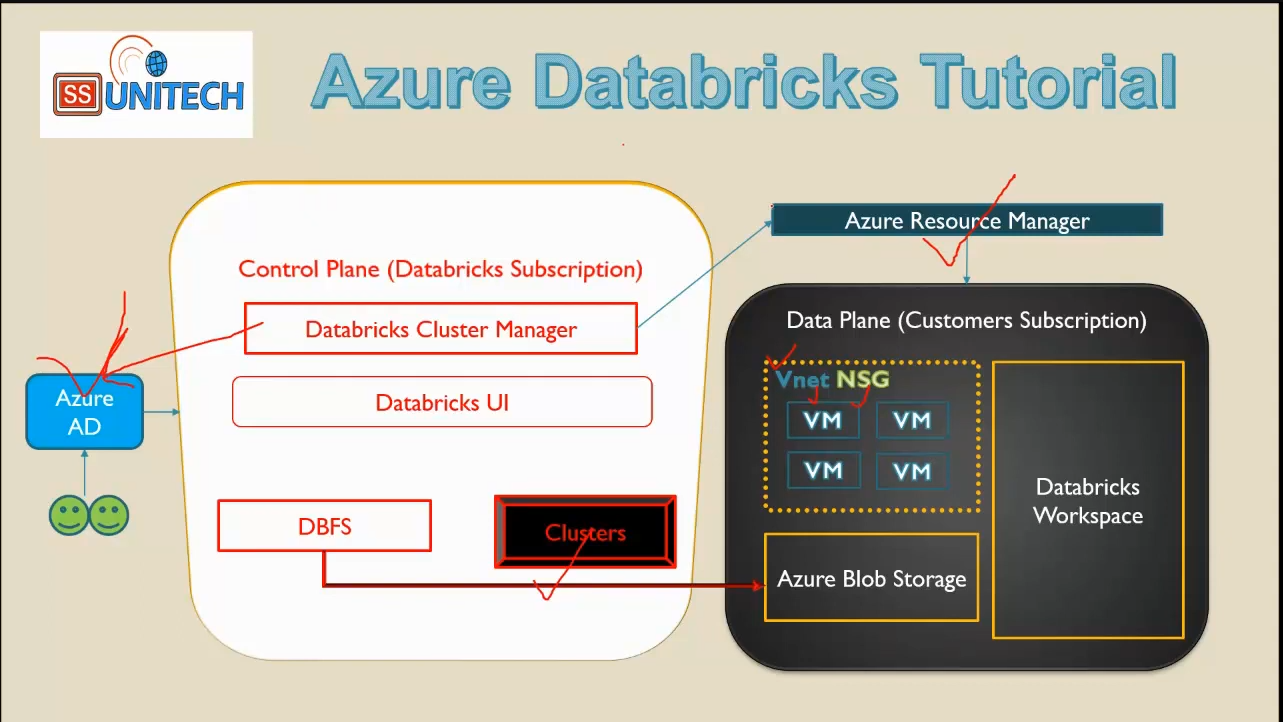 SS UNITECH
Azure Databricks Tutorial
Azure Resource Manager
Control Plane (Databricks Subscription)
Databricks Cluster Manager
Databricks UI
DBFS
Clusters
Azure
AD
Data Plane (Customers Subscription)
Vnet NSG
VM VM
VM VM
Databricks
Workspace
Azure Blob Storage